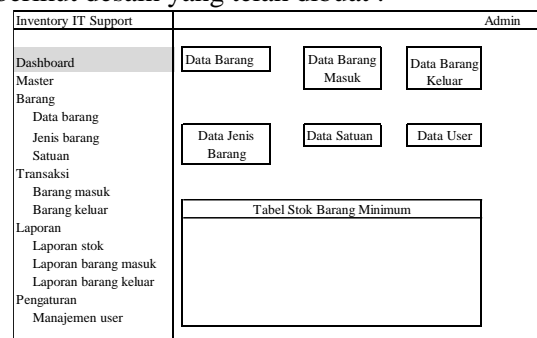 berikut desain yang telah dibuat :
Inventory IT Support
Admin
Dashboard
Master
Barang
Data barang
Jenis barang
Satuan
Transaksi
Barang masuk
Barang keluar
Laporan
Laporan stok
Laporan barang masuk
Laporan barang keluar
Pengaturan
Manajemen user
Data Barang
Data Barang
Masuk
Data Barang
Keluar
Data Jenis
Barang
Data Satuan
Data User
Tabel Stok Barang Minimum